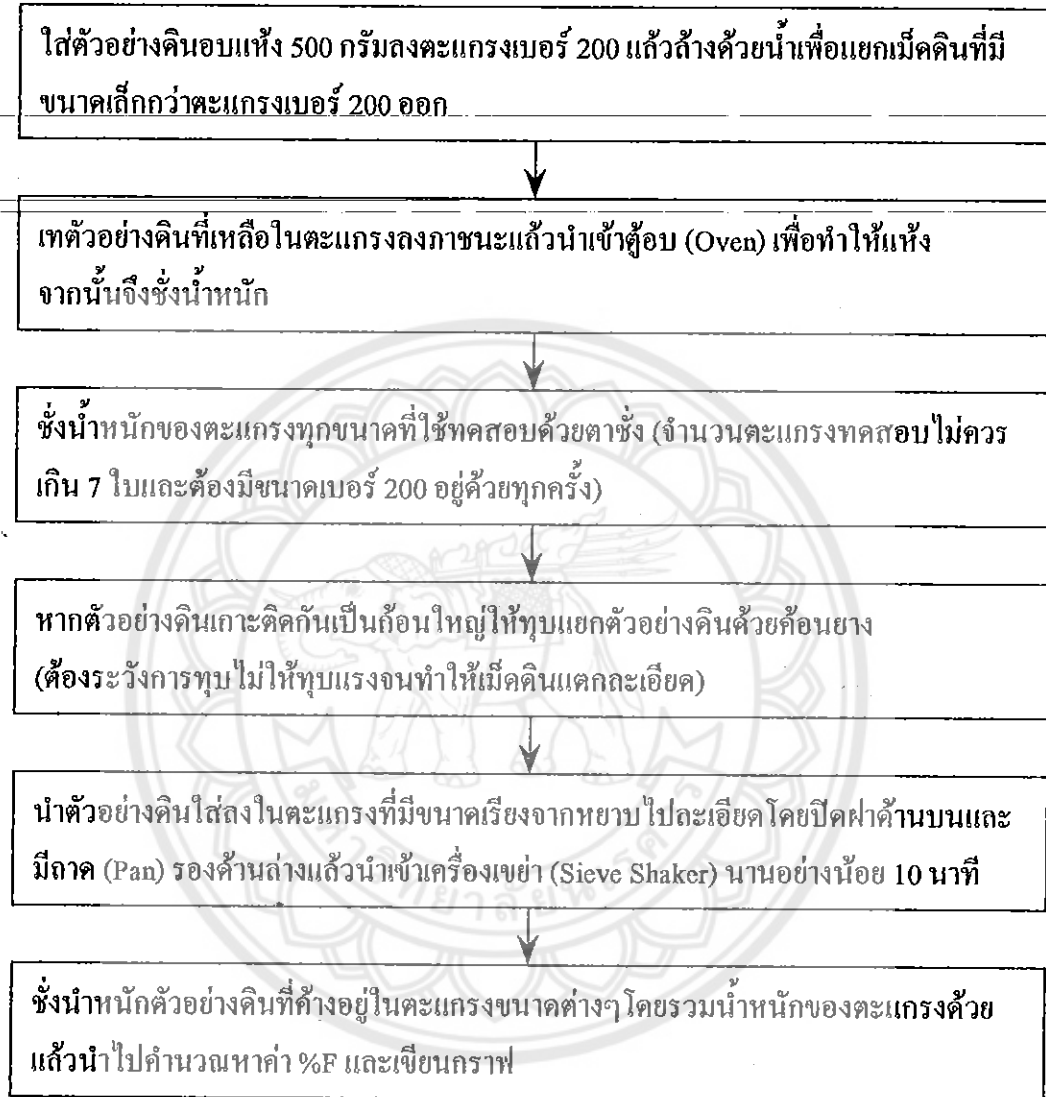 ใส่ตัวอย่างดินอบแห้ง 500 กรัมลงตะแกรงเบอร์ 200 แล้วล้างด้วยน้ำเพื่อแยกเม็ดดินที่มี
ขนาดเล็กกว่าตะแกรงเบอร์ 200 ออก
เทตัวอย่างดินที่เหลือในตะแกรงลงภาชนะแล้วนำเข้าตู้อบ (Oven) เพื่อทำให้แห้ง
จากนั้นจึงชั่งน้ำหนัก
ชั่งน้ำหนักของตะแกรงทุกขนาดที่ใช้ทดสอบด้วยตาชั่ง (จำนวนตะแกรงทดสอบไม่ควร
เกิน 7 ใบและต้องมีขนาดเบอร์ 200 อยู่ด้วยทุกครั้ง)
หากตัวอย่างดินเกาะติดกันเป็นก้อนใหญ่ให้ทุบแยกตัวอย่างดินด้วยค้อนยาง
(ต้องระวังการทุบไม่ให้ทุบแรงจนทำให้เม็ดดินแตกละเอียด)
นำตัวอย่างดินใส่ลงในตะแกรงที่มีขนาดเรียงจากหยาบไปละเอียดโดยปิดฝาด้านบนและ
มีถาด (Pan) รองด้านล่างแล้วนำเข้าเครื่องเขย่า (Sieve Shaker) นานอย่างน้อย 10 นาที
ชั่งน้ำหนักตัวอย่างดินที่ค้างอยู่ในตะแกรงขนาดต่างๆโดยรวมน้ำหนักของตะแกรงด้วย
แล้วนำไปคำนวณหาค่า %F และเขียนกราฟ